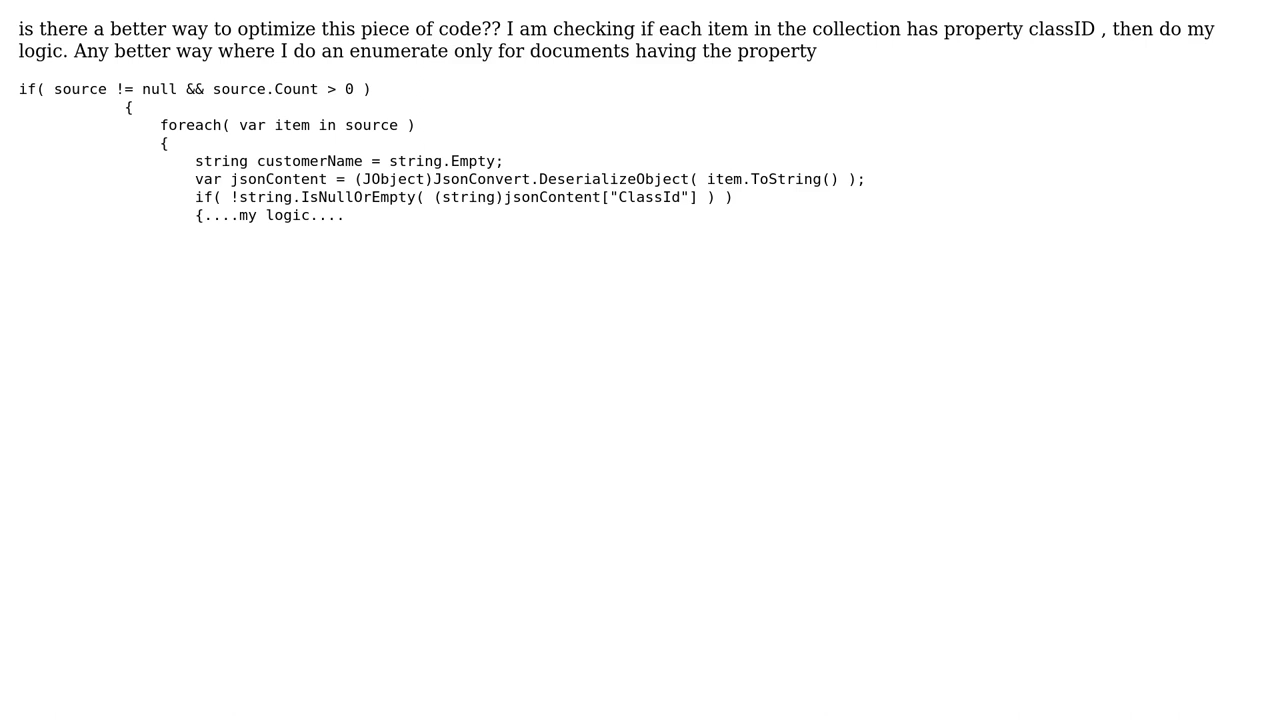 is there a better way to optimize this piece of code?? I am checking if each item in the collection has property classID , then do my
logic. Any better way where I do an enumerate only for documents having the property
if( source != null && source.Count > 0 )
            {
                foreach( var item in source )
                {
                    string customerName = string.Empty;
                    var jsonContent = (JObject)JsonConvert.DeserializeObject( item.ToString() );
                    if( !string.IsNullOrEmpty( (string)jsonContent["ClassId"] ) )
                    {....my logic....